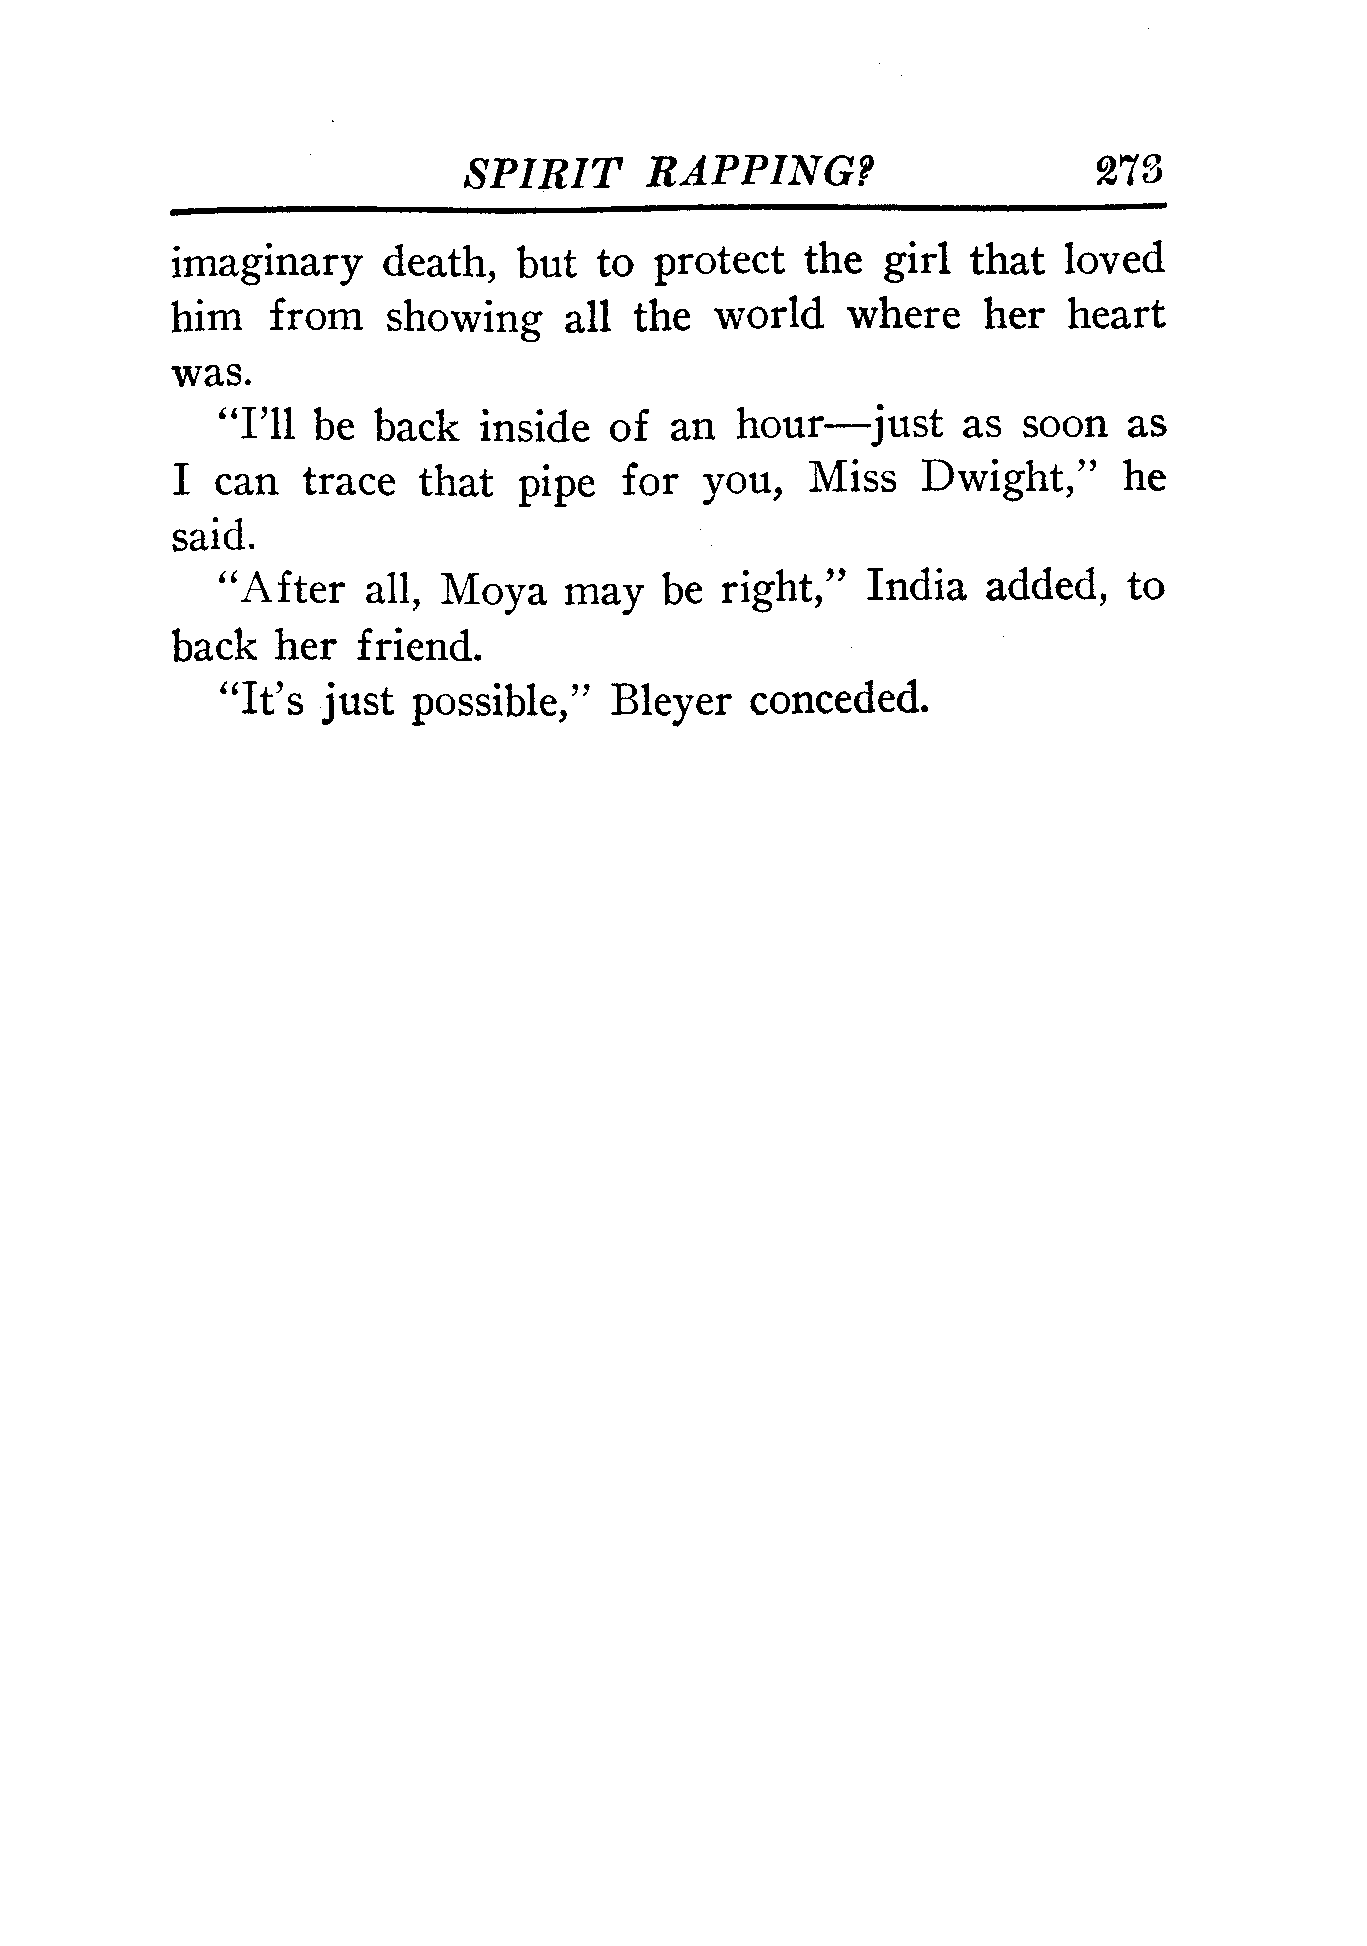 SPIRIT RAPPING? 273
imaginary death, but to protect the girl that loved
him from showing all the world where her heart
was.
"I'll be back inside of an hour—just as soon as
I can trace that pipe for you, Miss Dwight," he
said.
"After all, Moya may be right," India added, to
back her friend.
"It's just possible," Bleyer conceded.